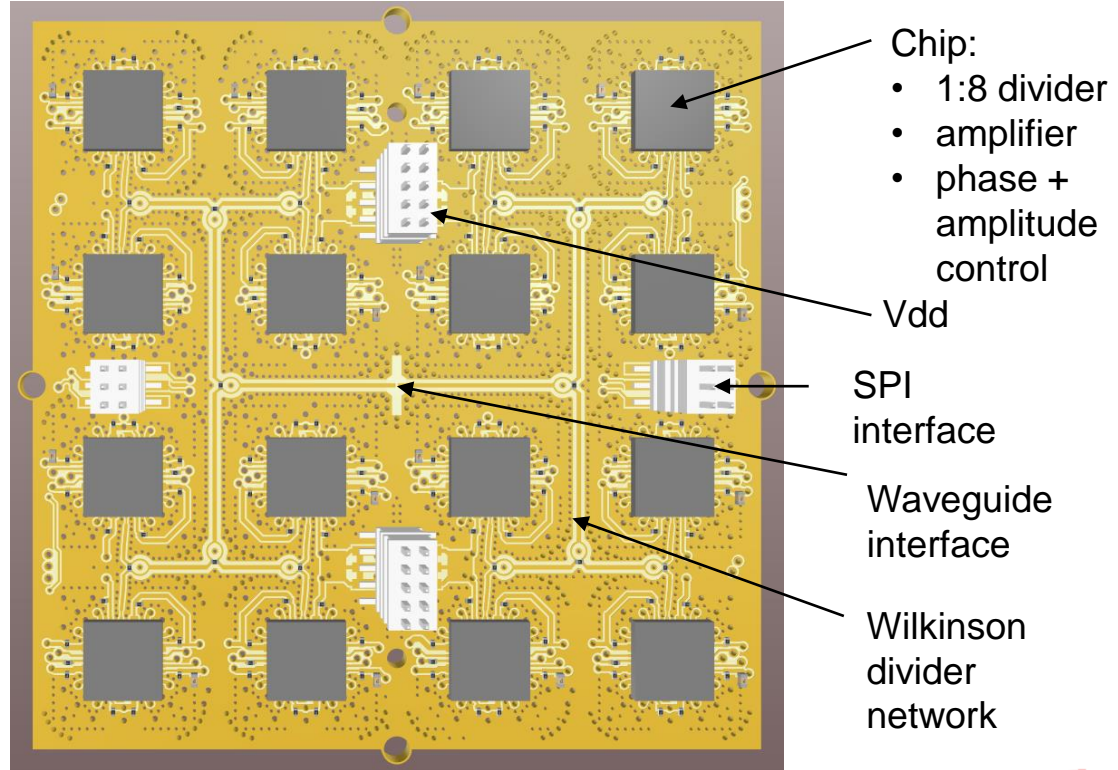 Chip:
• 1:8 divider
• amplifier
• phase +
amplitude
control
Vdd
SPI
interface
Waveguide
interface
Wilkinson
divider
network